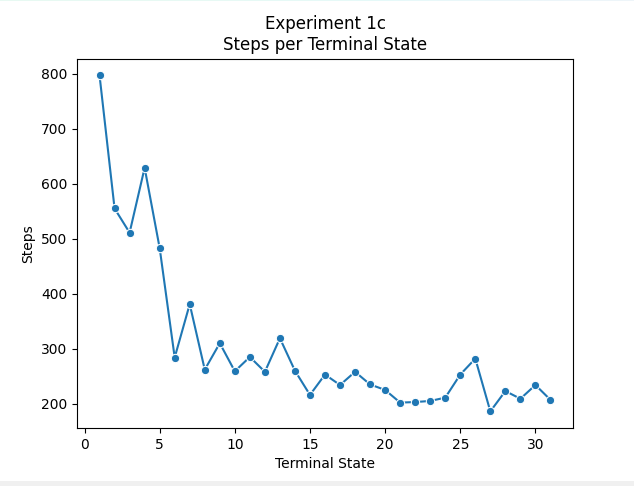 Experiment 1c
Steps per Terminal State
800
700
600
500
400
300
200
Steps
0 5 10 15 20 25 30
Terminal State